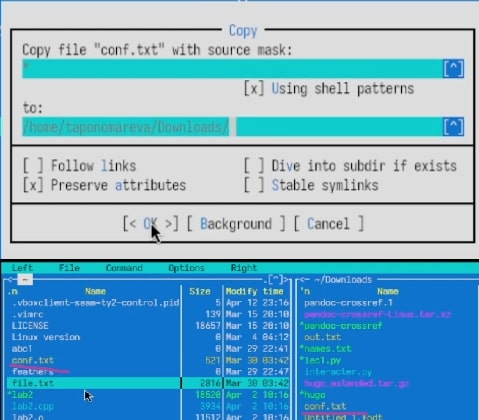 Copy
Copy file "conf.txt" with source mask:
*
[^]
[x] Using shell patterns
to:
/home/taponomareva/Downloads/
[^]
[ ] Follow links
[ ] Dive into subdir if exists
[x] Preserve attributes
[ ] Stable symlinks
[< OK >] [ Background ] [ Cancel ]
Left File Command Options Right
<- ~ .[^]>
<- ~/Downloads
.n Name Size Modify time
.n Name
.vboxclient-seam-ty2-control.pid 5 Apr 12 23:16
pandoc-crossref.1
.vimrc 139 Mar 15 20:10
pandoc-crossref-Linux.tar.xz
LICENSE 18657 Mar 15 20:10
*pandoc-crossref
Linux version 0 Mar 4 04:12
out.txt
abc1 0 Mar 29 22:41
*names.txt
conf.txt 521 Mar 30 03:42
*lec1.py
feathers 0 Mar 29 22:47
interacter.py
file.txt 2816 Mar 30 03:42
hugo_extended.tar.gz
*lab2 18520 Apr 2 10:16
*hugo
lab2.cpp 3934 Apr 2 10:16
conf.txt
lab2.o Apr 2 10:16
Untitled 1.fodt